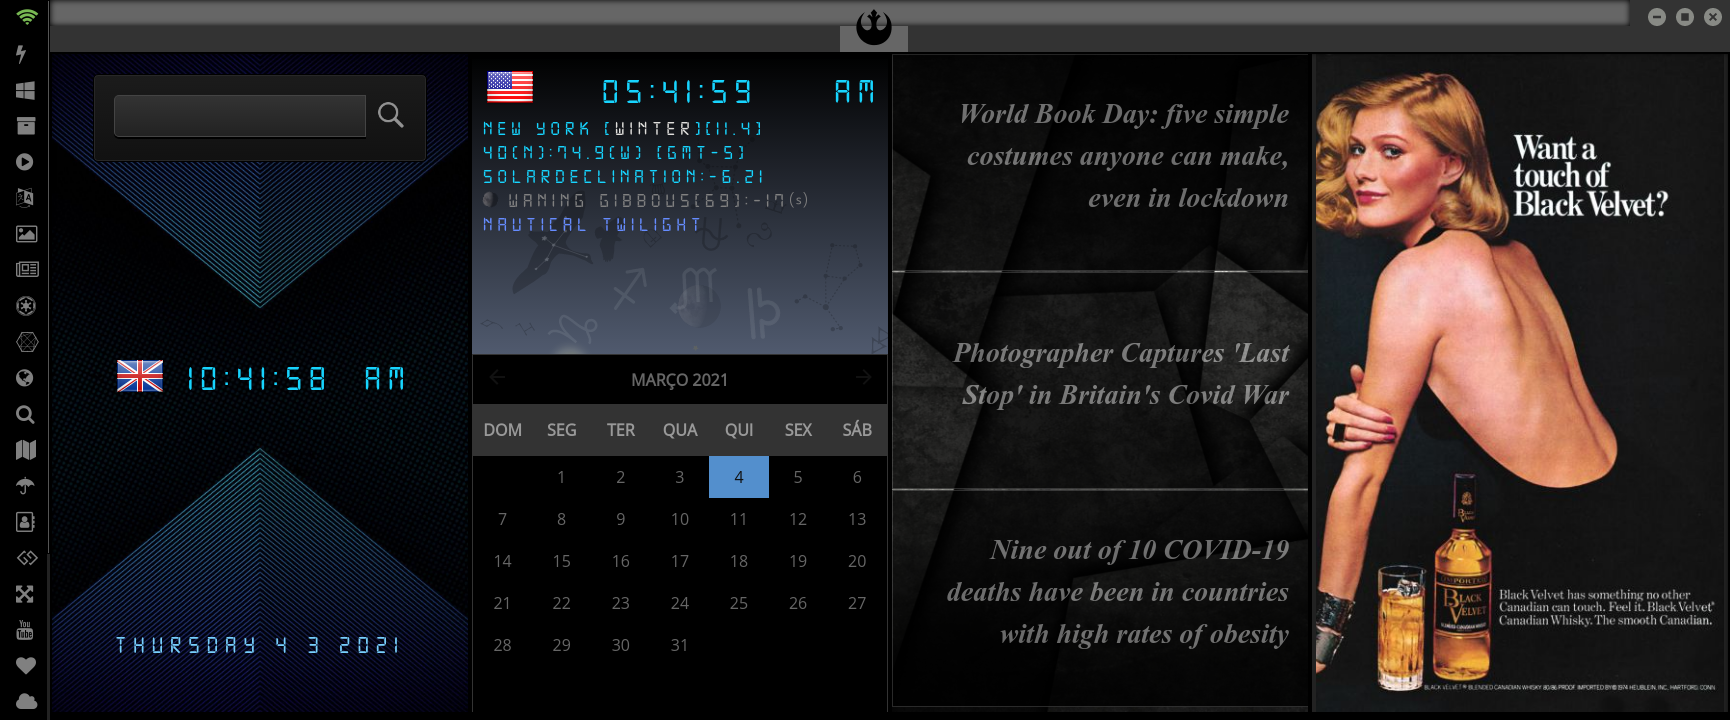 05:41:59 AM
NEW YORK (WINTER)(11.4)
40(N):74.9(W) (GMT-5)
SOLARDECLINATION:-6.21
WANING GIBBOUS(69):-17(s)
NAUTICAL TWILIGHT
10:41:58 AM
THURSDAY 4 3 2021
MARÇO 2021
DOM SEG TER QUA QUI SEX SÁB
1 2 3 4 5 6
7 8 9 10 11 12 13
14 15 16 17 18 19 20
21 22 23 24 25 26 27
28 29 30 31
World Book Day: five simple
costumes anyone can make,
even in lockdown
Photographer Captures 'Last
Stop' in Britain's Covid War
Nine out of 10 COVID-19
deaths have been in countries
with high rates of obesity
Want a
touch of
Black Velvet?
IMPORTED
BLACK
VELVET
Black Velvet has something no other
Canadian can touch. Feel it. Black Velvet®
Canadian Whisky. The smooth Canadian.
BLACK VELVET® BLENDED CANADIAN WHISKY 80/86 PROOF IMPORTED BY © 1974 HEUBLEIN, INC., HARTFORD, CONN
You
Tube